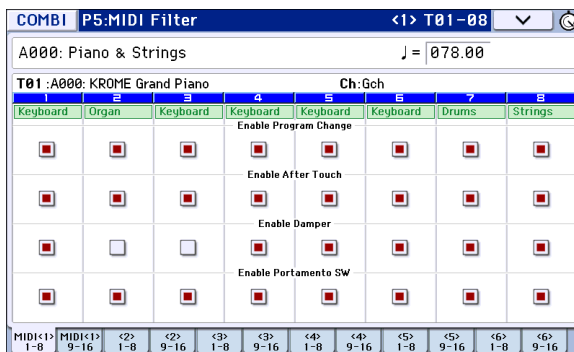 COMBI P5:MIDI Filter <1> T01-08
A000: Piano & Strings ♩= 078.00
T01 :A000: KROME Grand Piano Ch:Gch
1 2 3 4 5 6 7 8
Keyboard Organ Keyboard Keyboard Keyboard Keyboard Drums Strings
Enable Program Change
Enable After Touch
Enable Damper
Enable Portamento SW
MIDI<1> MIDI<1> <2> <2> <3> <3> <4> <4> <5> <5> <6> <6>
1-8 9-16 1-8 9-16 1-8 9-16 1-8 9-16 1-8 9-16 1-8 9-16